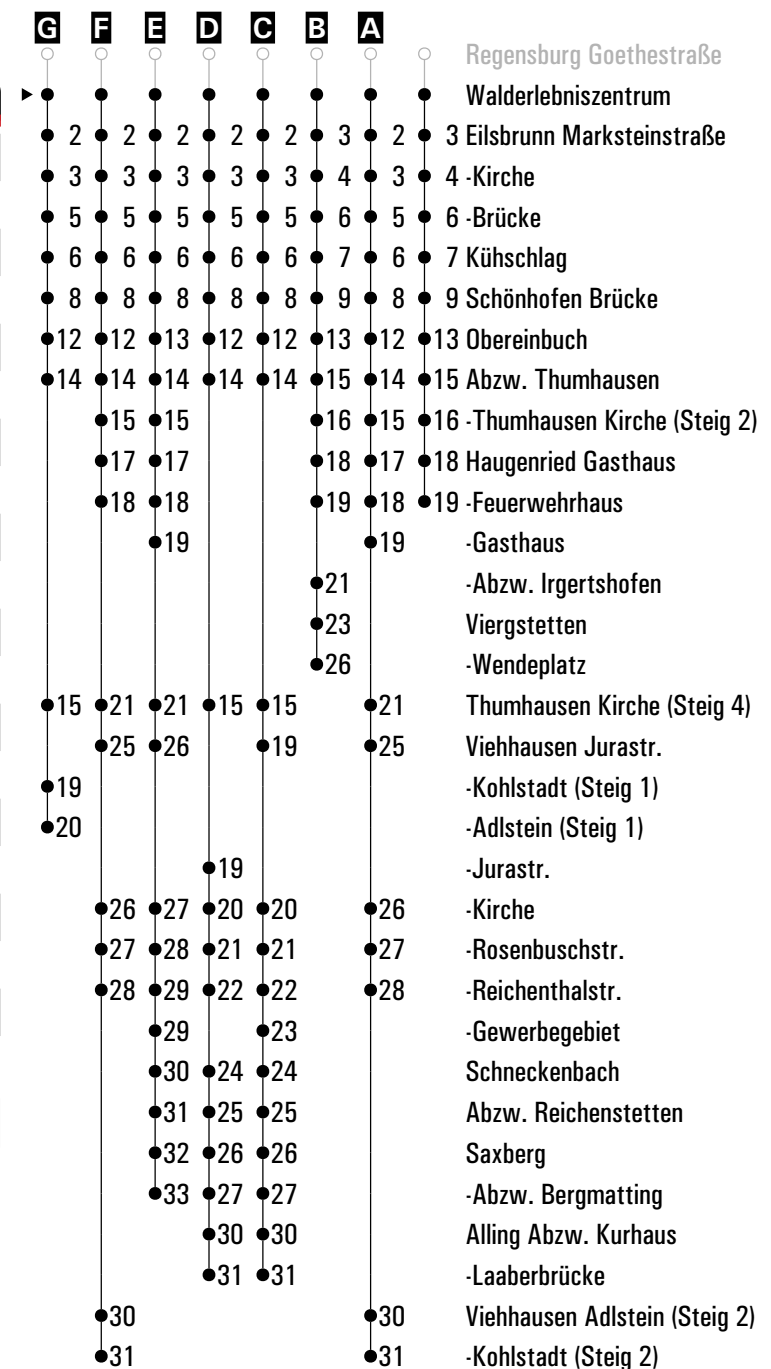 G F E D C B A
Regensburg Goethestraße
Walderlebniszentrum
2 2 2 2 2 3 2 3 Eilsbrunn Marksteinstraße
3 3 3 3 3 4 3 4 -Kirche
5 5 5 5 5 6 5 6 -Brücke
6 6 6 6 6 7 6 7 Kühschlag
8 8 8 8 8 9 8 9 Schönhofen Brücke
12 12 13 12 12 13 12 13 Obereinbuch
14 14 14 14 14 15 14 15 Abzw. Thumhausen
15 15 16 15 16 -Thumhausen Kirche (Steig 2)
17 17 18 17 18 Haugenried Gasthaus
18 18 19 18 19 -Feuerwehrhaus
19 19 -Gasthaus
21 -Abzw. Irgertshofen
23 Viergstetten
26 -Wendeplatz
15 21 21 15 15 21 Thumhausen Kirche (Steig 4)
25 26 19 25 Viehhausen Jurastr.
19 -Kohlstadt (Steig 1)
20 -Adlstein (Steig 1)
19 -Jurastr.
26 27 20 20 26 -Kirche
27 28 21 21 27 -Rosenbuschstr.
28 29 22 22 28 -Reichenthalstr.
29 23 -Gewerbegebiet
30 24 24 Schneckenbach
31 25 25 Abzw. Reichenstetten
32 26 26 Saxberg
33 27 27 -Abzw. Bergmatting
30 30 Alling Abzw. Kurhaus
31 31 -Laaberbrücke
30 30 Viehhausen Adlstein (Steig 2)
31 31 -Kohlstadt (Steig 2)